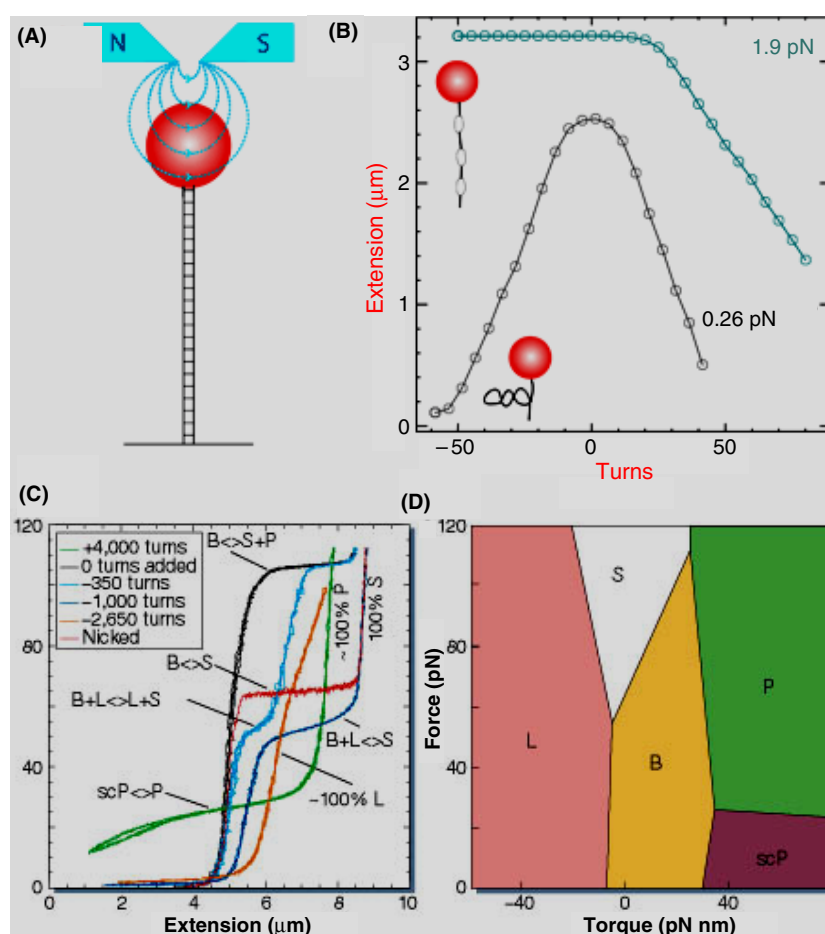 (A)
N
S
(B)
3
2
1
0
Extension (μm)
1.9 pN
0.26 pN
−50
0
50
Turns
(C)
120
80
40
0
+4,000 turns
0 turns added
−350 turns
−1,000 turns
−2,650 turns
Nicked
B<>S+P
B<>S
B+L<>L+S
scP<>P
~100% P
100% S
B+L<>S
~100% L
0
2
4
6
8
10
Extension (μm)
(D)
120
80
40
0
Force (pN)
S
P
L
B
scP
−40
0
40
Torque (pN nm)